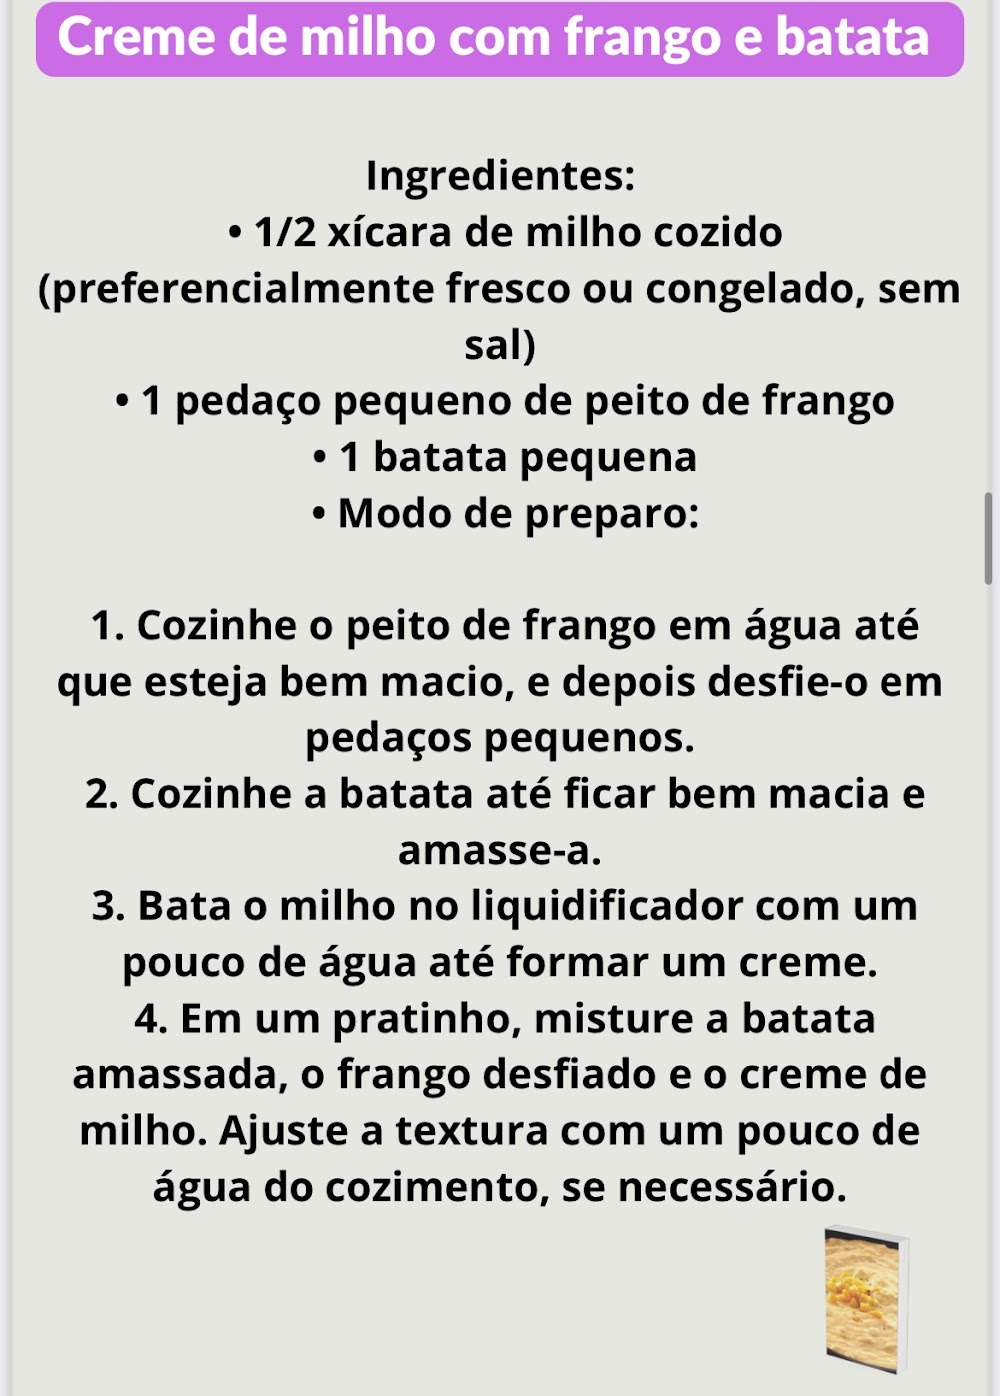 Creme de milho com frango e batata
Ingredientes:
• 1/2 xícara de milho cozido
(preferencialmente fresco ou congelado, sem
sal)
• 1 pedaço pequeno de peito de frango
• 1 batata pequena
• Modo de preparo:
1. Cozinhe o peito de frango em água até
que esteja bem macio, e depois desfie-o em
pedaços pequenos.
2. Cozinhe a batata até ficar bem macia e
amasse-a.
3. Bata o milho no liquidificador com um
pouco de água até formar um creme.
4. Em um pratinho, misture a batata
amassada, o frango desfiado e o creme de
milho. Ajuste a textura com um pouco de
água do cozimento, se necessário.